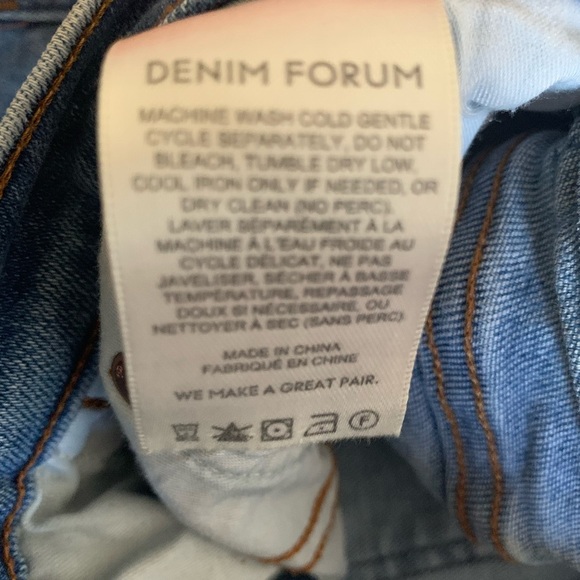 DENIM FORUM
MACHINE WASH COLD GENTLE
CYCLE SEPARATELY, DO NOT
BLEACH, TUMBLE DRY LOW,
COOL IRON ONLY IF NEEDED, OR
DRY CLEAN (NO PERC).
LAVER SÉPARÉMENT À LA
MACHINE À L'EAU FROIDE AU
CYCLE DÉLICAT, NE PAS
JAVELISER, SÉCHER À BASSE
TEMPÉRATURE, REPASSAGE
DOUX SI NÉCESSAIRE, OU
NETTOYER À SEC (SANS PERC)
MADE IN CHINA
FABRIQUÉ EN CHINE
WE MAKE A GREAT PAIR.
F